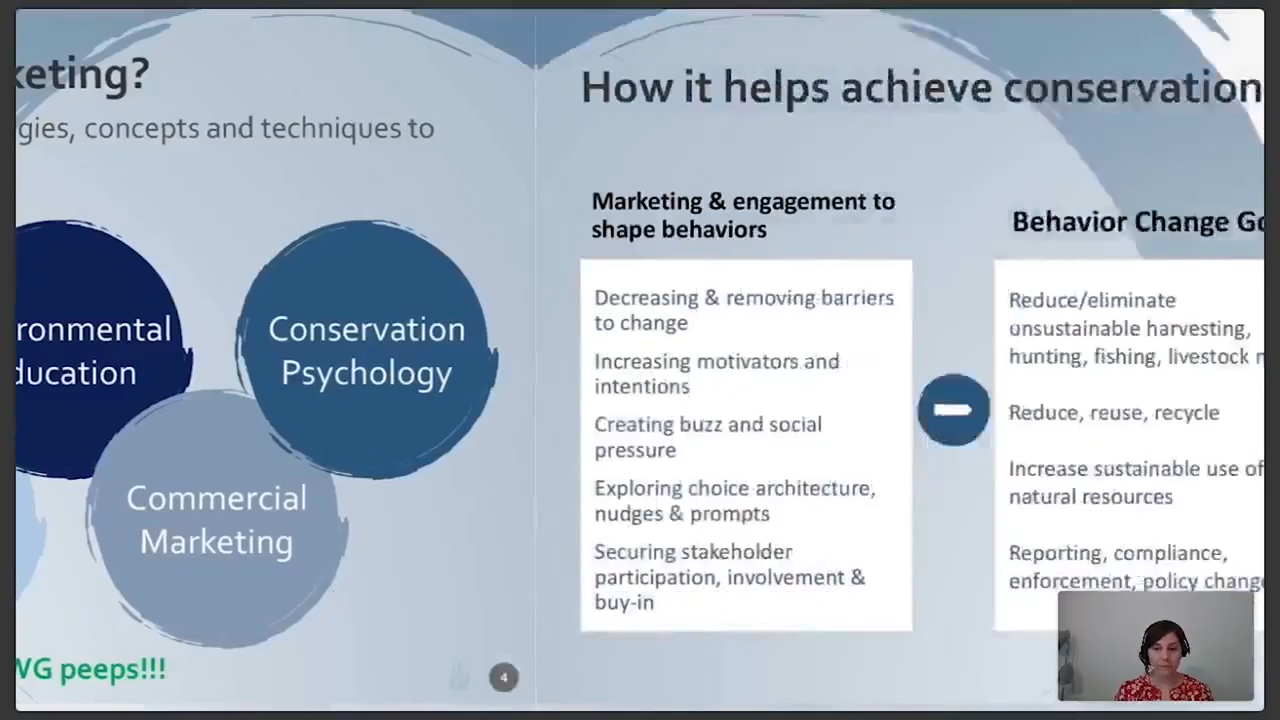 keting?
gies, concepts and techniques to
ronmental
ducation
Conservation
Psychology
Commercial
Marketing
WG peeps!!!
4
How it helps achieve conservation
Marketing & engagement to
shape behaviors
Decreasing & removing barriers
to change
Increasing motivators and
intentions
Creating buzz and social
pressure
Exploring choice architecture,
nudges & prompts
Securing stakeholder
participation, involvement &
buy-in
Behavior Change Go
Reduce/eliminate
unsustainable harvesting,
hunting, fishing, livestock
Reduce, reuse, recycle
Increase sustainable use of
natural resources
Reporting, compliance,
enforcement, policy change